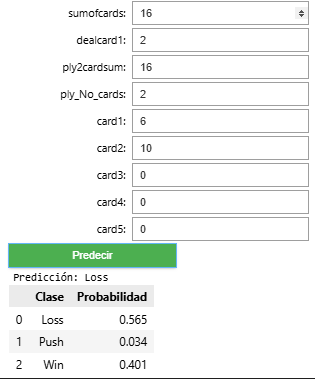 sumofcards: 16
dealcard1: 2
ply2cardsum: 16
ply_No_cards: 2
card1: 6
card2: 10
card3: 0
card4: 0
card5: 0
Predecir
Predicción: Loss
Clase Probabilidad
0 Loss 0.565
1 Push 0.034
2 Win 0.401